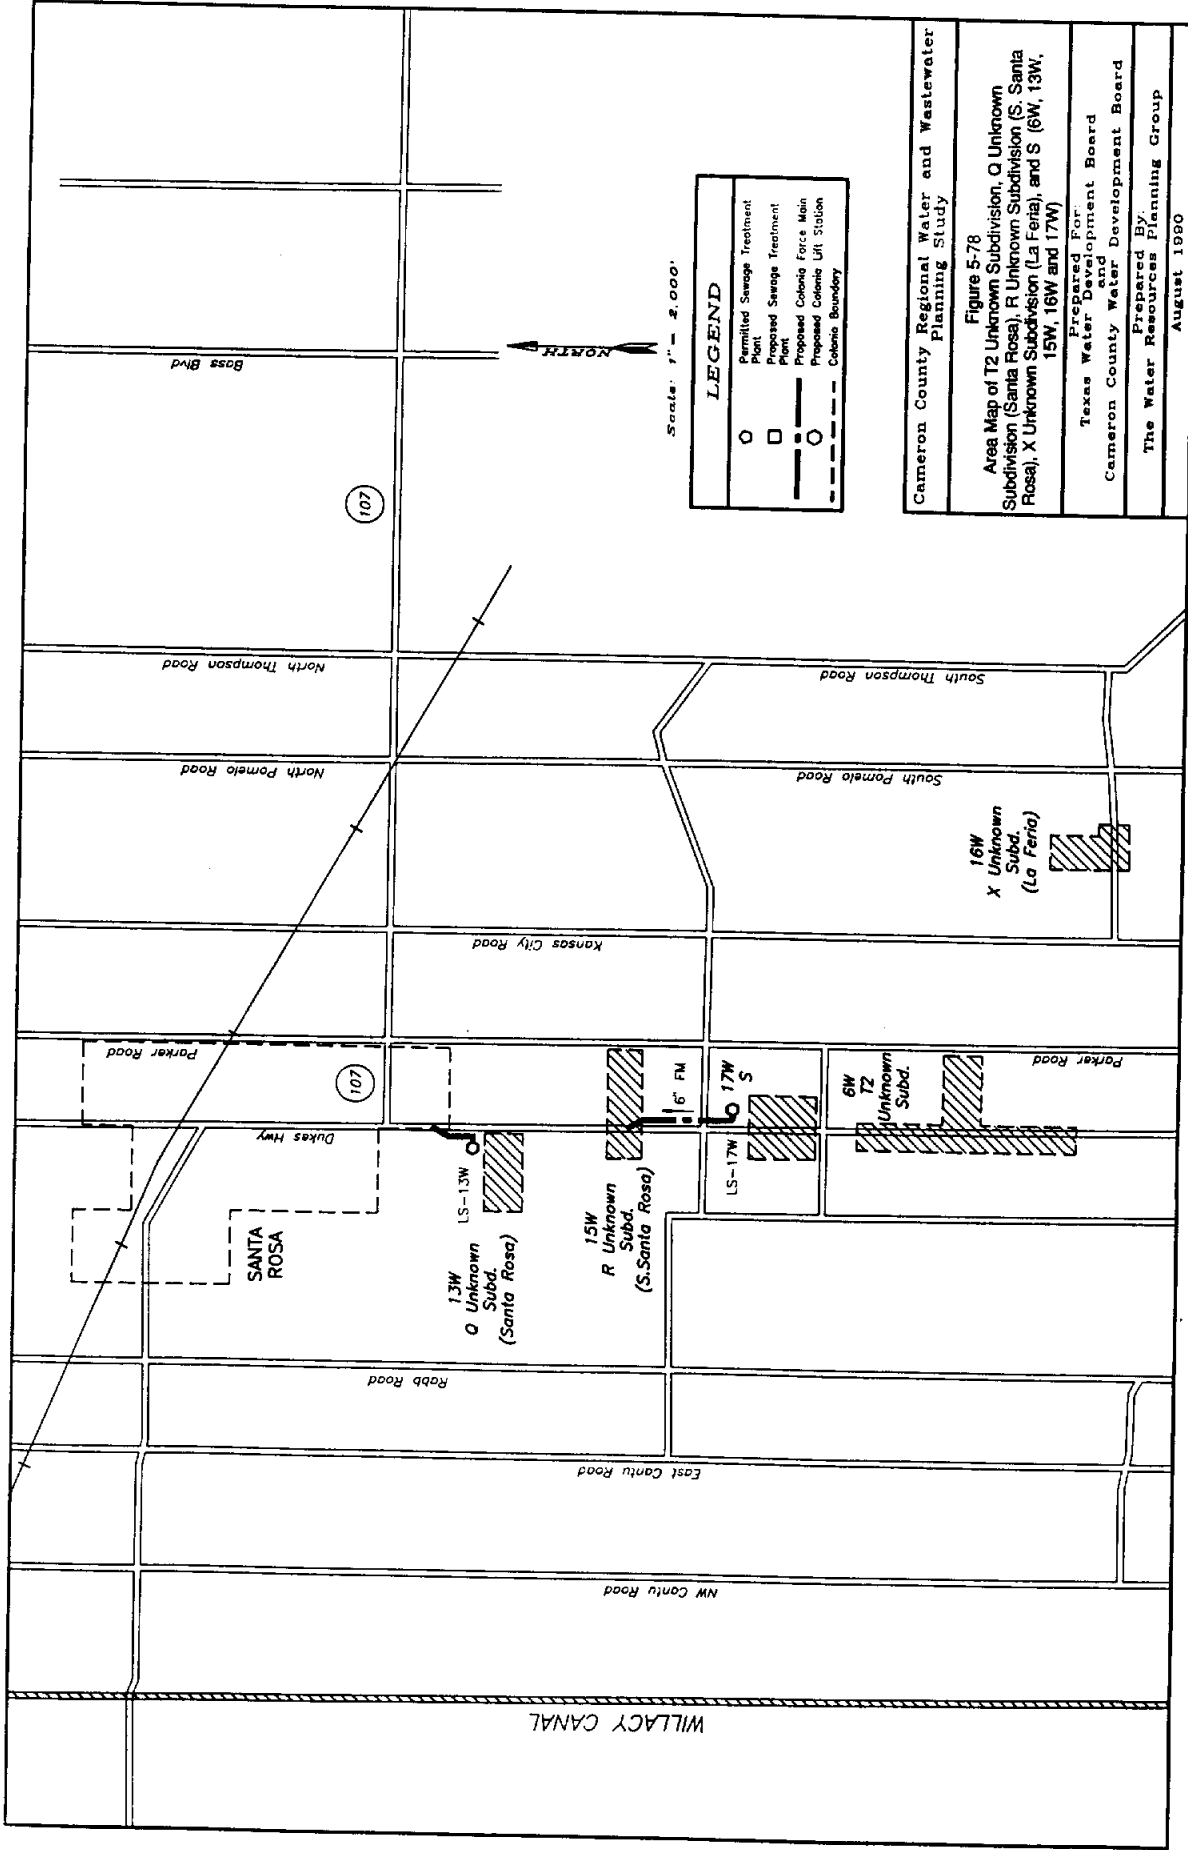 Bass Blvd
107
North Thompson Road
South Thompson Road
North Pomelo Road
South Pomelo Road
16W
X Unknown
Subd.
(La Feria)
Kansas City Road
Parker Road
Parker Road
107
Dukas Hwy
LS-13W
6" FM
17W
S
LS-17W
6W
T2
Unknown
Subd.
SANTA
ROSA
13W
Q Unknown
Subd.
(Santa Rosa)
15W
R Unknown
Subd.
(S.Santa Rosa)
Rabb Road
East Cantu Road
NW Cantu Road
WILLACY CANAL
NORTH
Scale: 1" = 2,000'
LEGEND
Permitted Sewage Treatment
Plant
Proposed Sewage Treatment
Plant
Proposed Colonia Force Main
Proposed Colonia Lift Station
Colonia Boundary
Cameron County Regional Water and Wastewater
Planning Study
Figure 5-78
Area Map of T2 Unknown Subdivision, Q Unknown
Subdivision (Santa Rosa), R Unknown Subdivision (S. Santa
Rosa), X Unknown Subdivision (La Feria), and S (6W, 13W,
15W, 16W and 17W)
Prepared For:
Texas Water Development Board
and
Cameron County Water Development Board
Prepared By:
The Water Resources Planning Group
August 1990